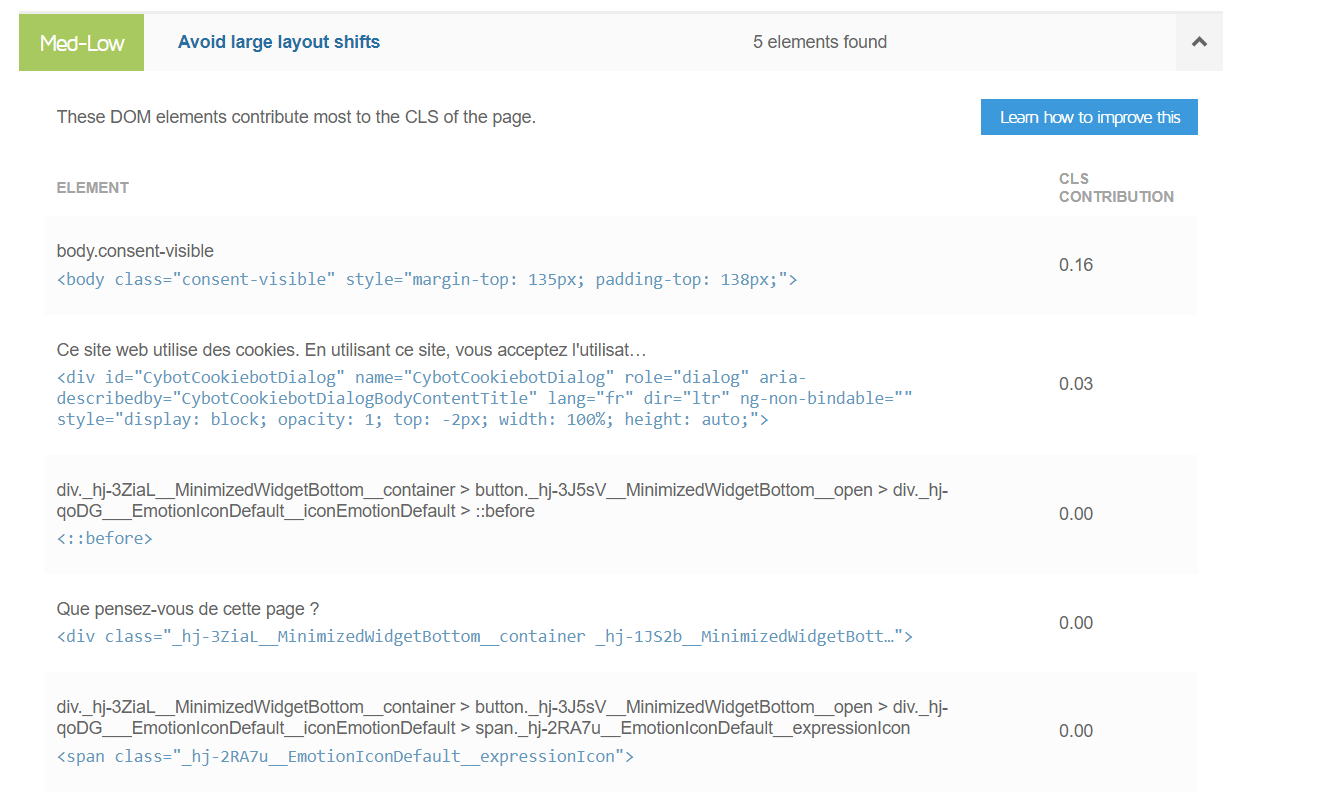 Med-Low
Avoid large layout shifts
5 elements found
These DOM elements contribute most to the CLS of the page.
Learn how to improve this
ELEMENT
CLS
CONTRIBUTION
body.consent-visible
<body class="consent-visible" style="margin-top: 135px; padding-top: 138px;">
0.16
Ce site web utilise des cookies. En utilisant ce site, vous acceptez l'utilisat…
<div id="CybotCookiebotDialog" name="CybotCookiebotDialog" role="dialog" aria-
describedby="CybotCookiebotDialogBodyContentTitle" lang="fr" dir="ltr" ng-non-bindable=""
style="display: block; opacity: 1; top: -2px; width: 100%; height: auto;">
0.03
div._hj-3ZiaL__MinimizedWidgetBottom__container > button._hj-3J5sV__MinimizedWidgetBottom__open > div._hj-
qoDG___EmotionIconDefault__iconEmotionDefault > ::before
<::before>
0.00
Que pensez-vous de cette page ?
<div class="_hj-3ZiaL__MinimizedWidgetBottom__container _hj-1JS2b__MinimizedWidgetBott…">
0.00
div._hj-3ZiaL__MinimizedWidgetBottom__container > button._hj-3J5sV__MinimizedWidgetBottom__open > div._hj-
qoDG___EmotionIconDefault__iconEmotionDefault > span._hj-2RA7u__EmotionIconDefault__expressionIcon
<span class="_hj-2RA7u__EmotionIconDefault__expressionIcon">
0.00